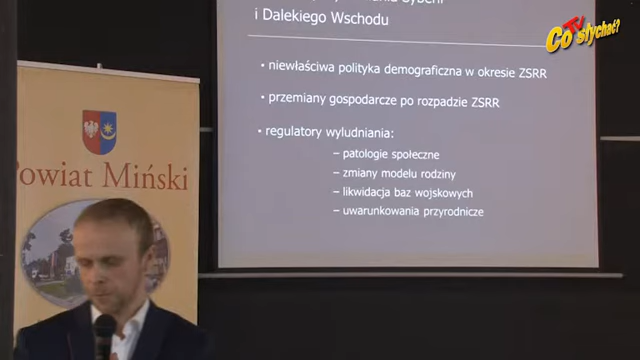 i Dalekiego Wschodu
• niewłaściwa polityka demograficzna w okresie ZSRR
• przemiany gospodarcze po rozpadzie ZSRR
• regulatory wyludniania:
– patologie społeczne
– zmiany modelu rodziny
– likwidacja baz wojskowych
– uwarunkowania przyrodnicze
Powiat Miński
TV
Co słychać?